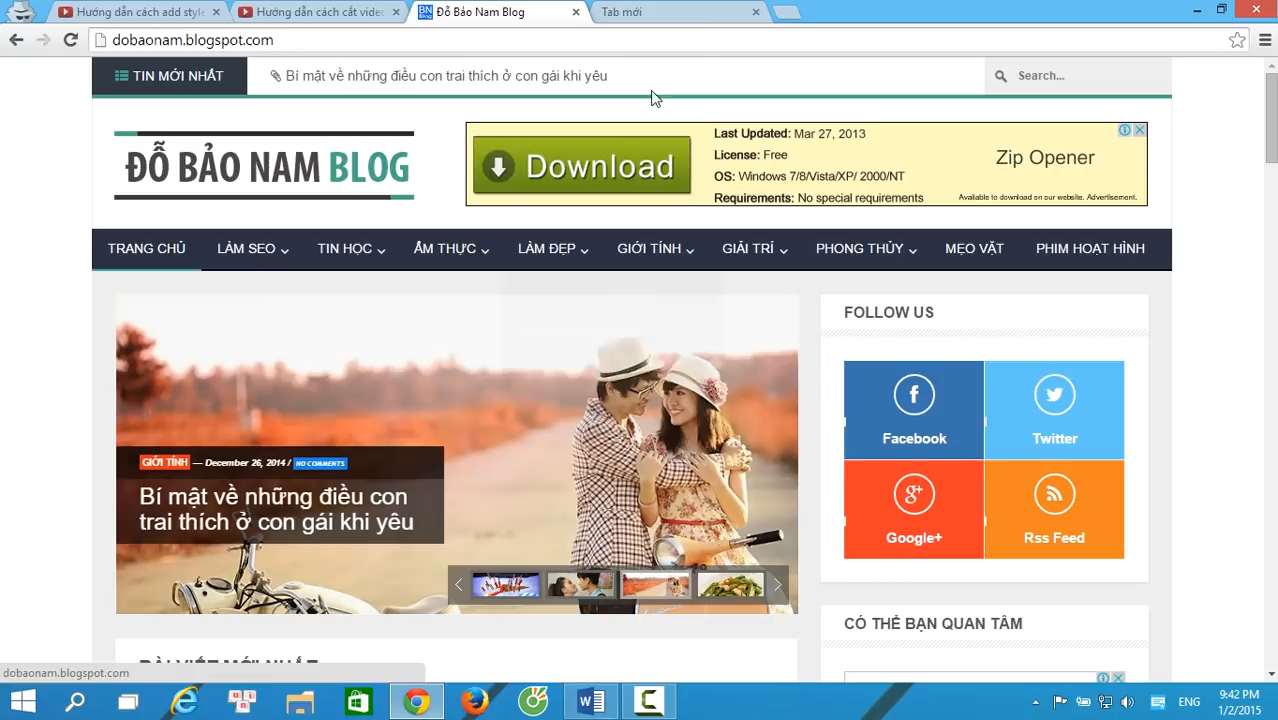 Hướng dẫn cách add style
Hướng dẫn cách cắt video
BN Blog
Đỗ Bảo Nam Blog
Tab mới
dobaonam.blogspot.com
TIN MỚI NHẤT
Bí mật về những điều con trai thích ở con gái khi yêu
Search...
ĐỖ BẢO NAM BLOG
Download
Last Updated: Mar 27, 2013
License: Free
OS: Windows 7/8/Vista/XP/ 2000/NT
Requirements: No special requirements
Zip Opener
Available to download on our website. Advertisement.
TRANG CHỦ
LÀM SEO
TIN HỌC
ẨM THỰC
LÀM ĐẸP
GIỚI TÍNH
GIẢI TRÍ
PHONG THỦY
MẸO VẶT
PHIM HOẠT HÌNH
GIỚI TÍNH — December 26, 2014 / NO COMMENTS
Bí mật về những điều con
trai thích ở con gái khi yêu
FOLLOW US
Facebook
Twitter
Google+
Rss Feed
CÓ THỂ BẠN QUAN TÂM
BÀI VIẾT MỚI NHẤT
dobaonam.blogspot.com
ENG
9:42 PM
1/2/2015